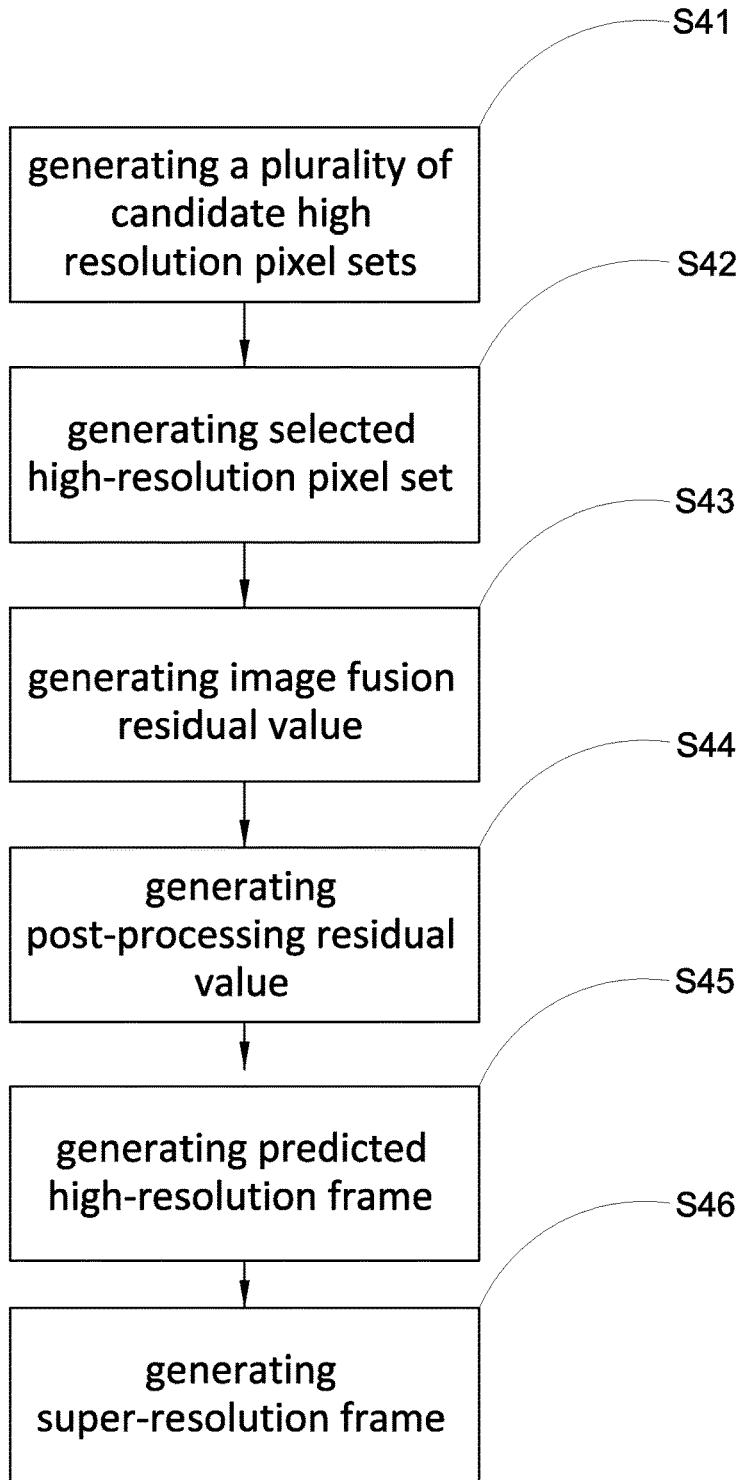 S41
generating a plurality of
candidate high
resolution pixel sets
S42
generating selected
high-resolution pixel set
S43
generating image fusion
residual value
S44
generating
post-processing residual
value
S45
generating predicted
high-resolution frame
S46
generating
super-resolution frame